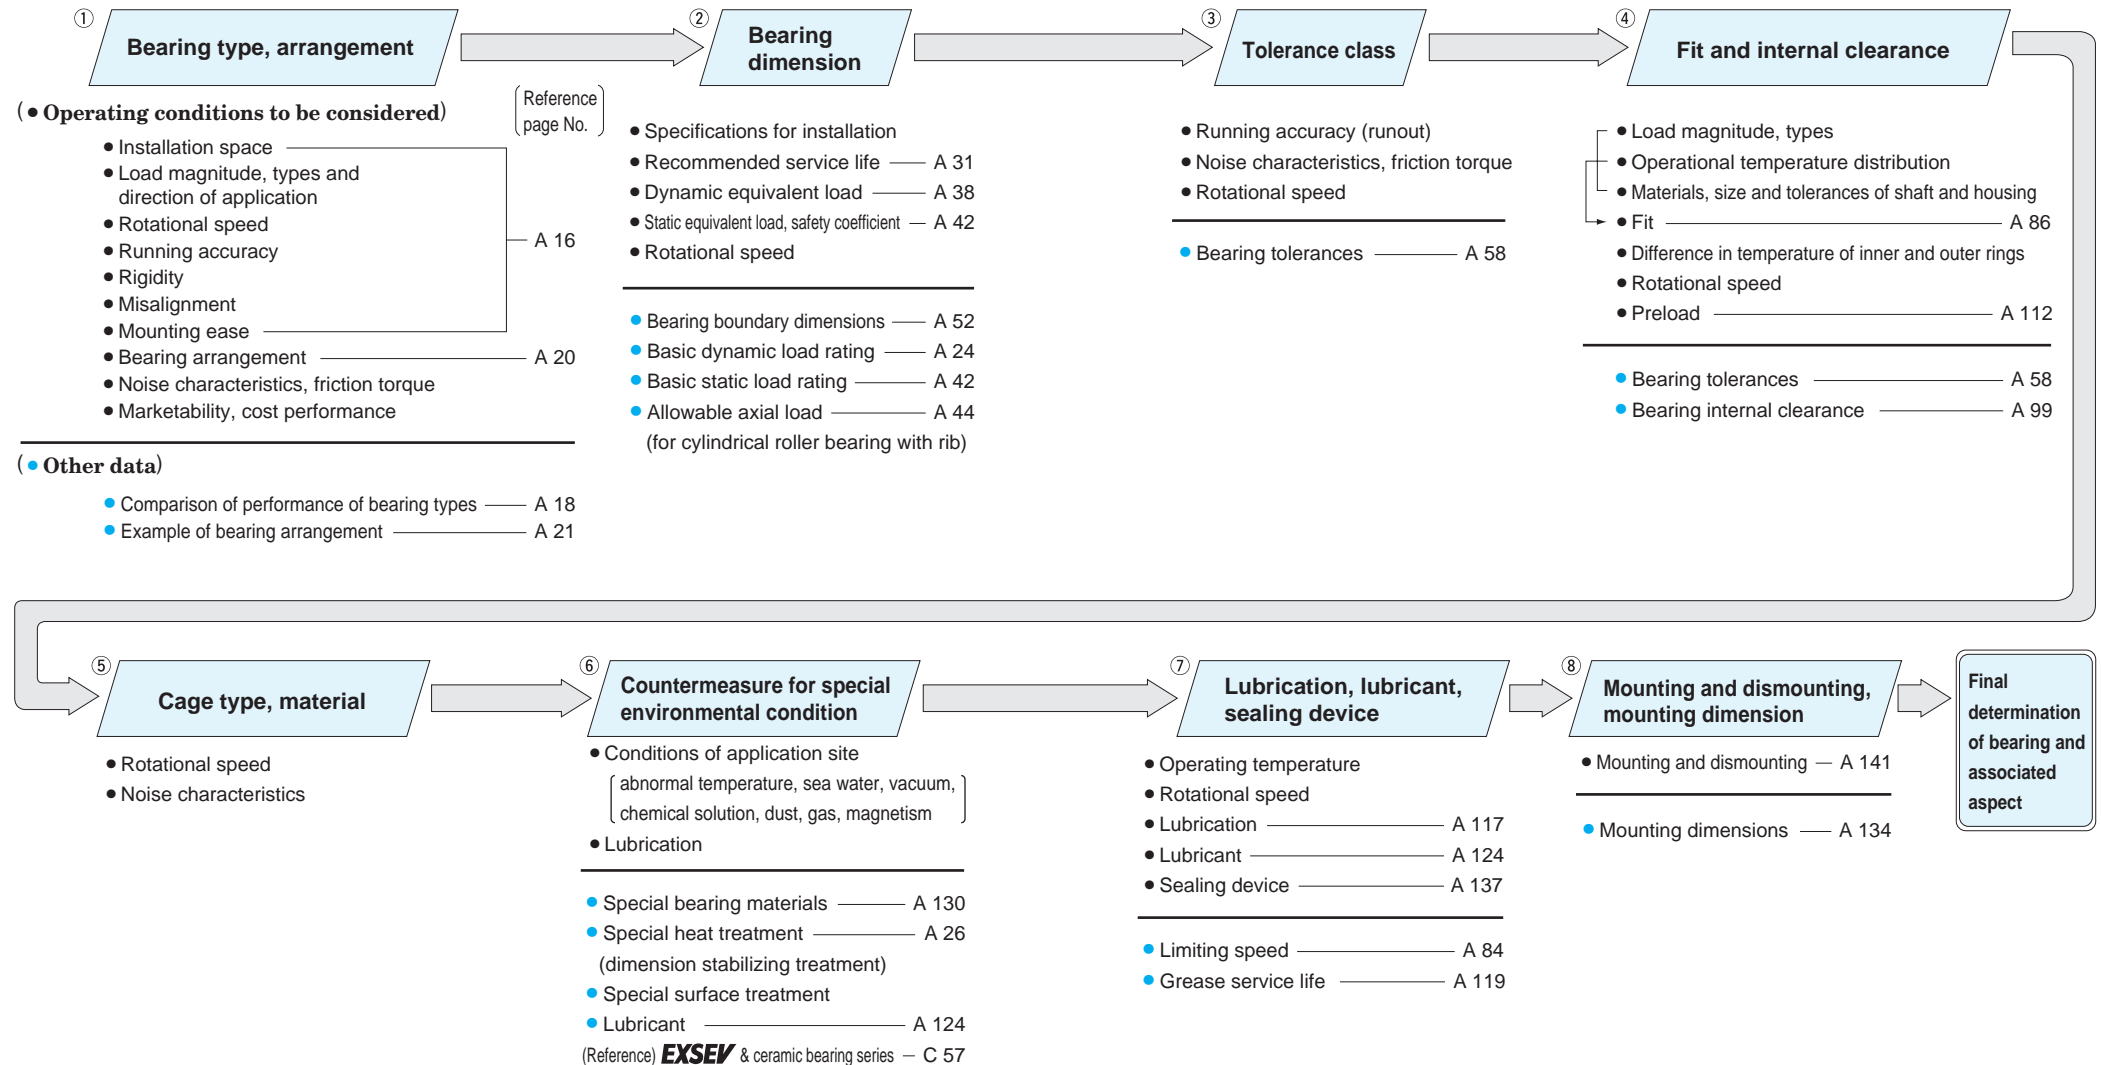 ① Bearing type, arrangement
(● Operating conditions to be considered)
Reference
page No.
● Installation space
● Load magnitude, types and
direction of application
● Rotational speed
● Running accuracy
● Rigidity
● Misalignment
● Mounting ease
A 16
● Bearing arrangement A 20
● Noise characteristics, friction torque
● Marketability, cost performance
(● Other data)
● Comparison of performance of bearing types A 18
● Example of bearing arrangement A 21
② Bearing
dimension
● Specifications for installation
● Recommended service life A 31
● Dynamic equivalent load A 38
● Static equivalent load, safety coefficient A 42
● Rotational speed
● Bearing boundary dimensions A 52
● Basic dynamic load rating A 24
● Basic static load rating A 42
● Allowable axial load A 44
(for cylindrical roller bearing with rib)
③ Tolerance class
● Running accuracy (runout)
● Noise characteristics, friction torque
● Rotational speed
● Bearing tolerances A 58
④ Fit and internal clearance
● Load magnitude, types
● Operational temperature distribution
● Materials, size and tolerances of shaft and housing
● Fit A 86
● Difference in temperature of inner and outer rings
● Rotational speed
● Preload A 112
● Bearing tolerances A 58
● Bearing internal clearance A 99
⑤ Cage type, material
● Rotational speed
● Noise characteristics
⑥ Countermeasure for special
environmental condition
● Conditions of application site
abnormal temperature, sea water, vacuum,
chemical solution, dust, gas, magnetism
● Lubrication
● Special bearing materials A 130
● Special heat treatment A 26
(dimension stabilizing treatment)
● Special surface treatment
● Lubricant A 124
(Reference) EXSEV & ceramic bearing series C 57
⑦ Lubrication, lubricant,
sealing device
● Operating temperature
● Rotational speed
● Lubrication A 117
● Lubricant A 124
● Sealing device A 137
● Limiting speed A 84
● Grease service life A 119
⑧ Mounting and dismounting,
mounting dimension
● Mounting and dismounting A 141
● Mounting dimensions A 134
Final
determination
of bearing and
associated
aspect